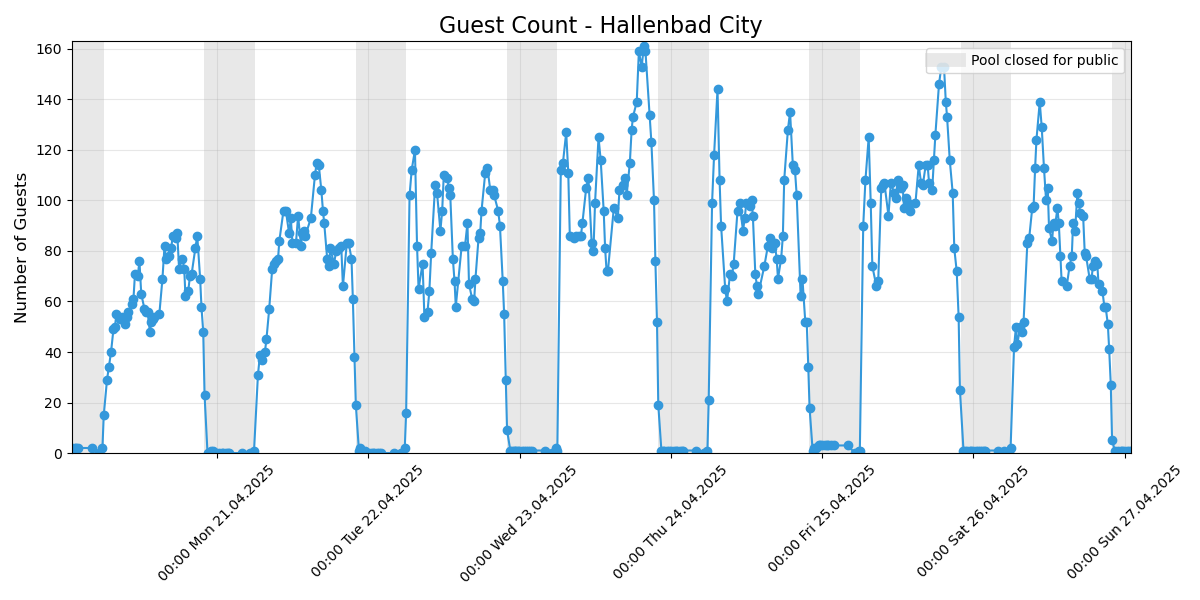 Guest Count - Hallenbad City
Pool closed for public
Number of Guests
160
140
120
100
80
60
40
20
0
00:00 Mon 21.04.2025
00:00 Tue 22.04.2025
00:00 Wed 23.04.2025
00:00 Thu 24.04.2025
00:00 Fri 25.04.2025
00:00 Sat 26.04.2025
00:00 Sun 27.04.2025